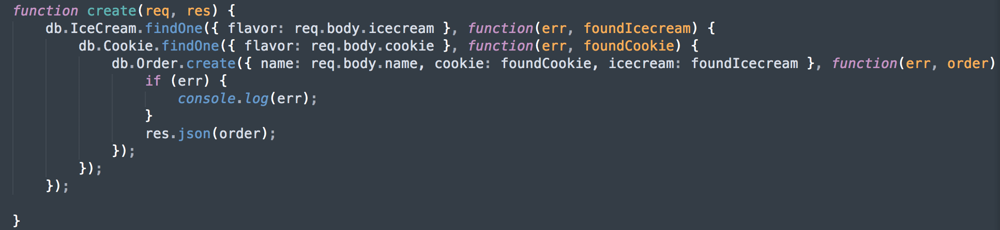 function create(req, res) {
    db.IceCream.findOne({ flavor: req.body.icecream }, function(err, foundIcecream) {
        db.Cookie.findOne({ flavor: req.body.cookie }, function(err, foundCookie) {
            db.Order.create({ name: req.body.name, cookie: foundCookie, icecream: foundIcecream }, function(err, order)
                if (err) {
                    console.log(err);
                }
                res.json(order);
            });
        });
    });

}